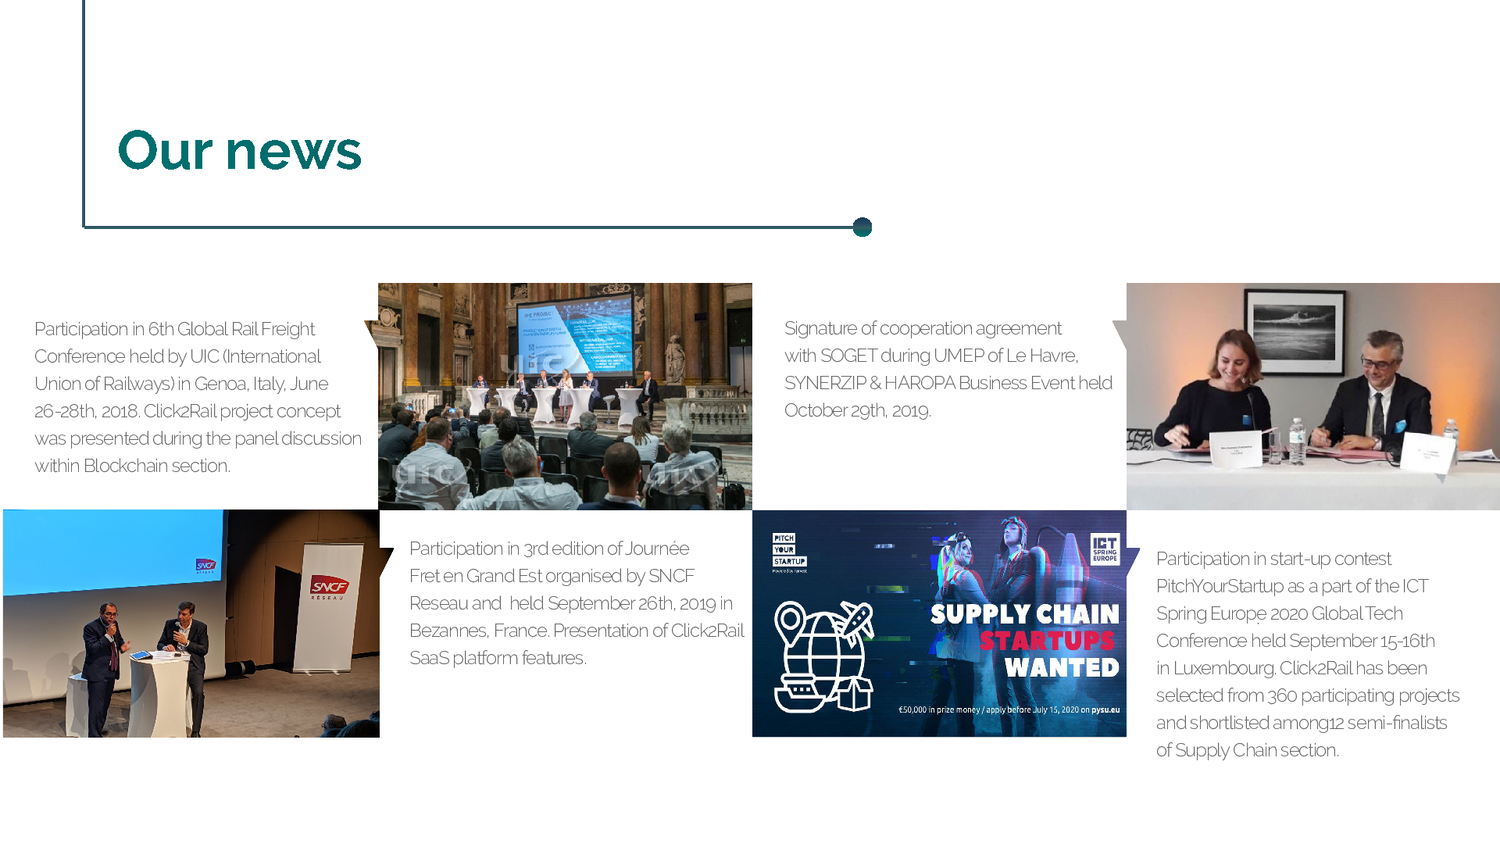 Our news
Participation in 6th Global Rail Freight
Conference held by UIC (International
Union of Railways) in Genoa, Italy, June
26-28th, 2018. Click2Rail project concept
was presented during the panel discussion
within Blockchain section.
uic
uic
uic
Signature of cooperation agreement
with SOGET during UMEP of Le Havre,
SYNERZIP & HAROPA Business Event held
October 29th, 2019.
SNCF
SNCF
RÉSEAU
Participation in 3rd edition of Journée
Fret en Grand Est organised by SNCF
Reseau and held September 26th, 2019 in
Bezannes, France. Presentation of Click2Rail
SaaS platform features.
PITCH
YOUR
STARTUP
ICT
SPRING
EUROPE
SUPPLY CHAIN
STARTUPS
WANTED
€50,000 in prize money / apply before July 15, 2020 on pysu.eu
Participation in start-up contest
PitchYourStartup as a part of the ICT
Spring Europe 2020 Global Tech
Conference held September 15-16th
in Luxembourg. Click2Rail has been
selected from 360 participating projects
and shortlisted among12 semi-finalists
of Supply Chain section.